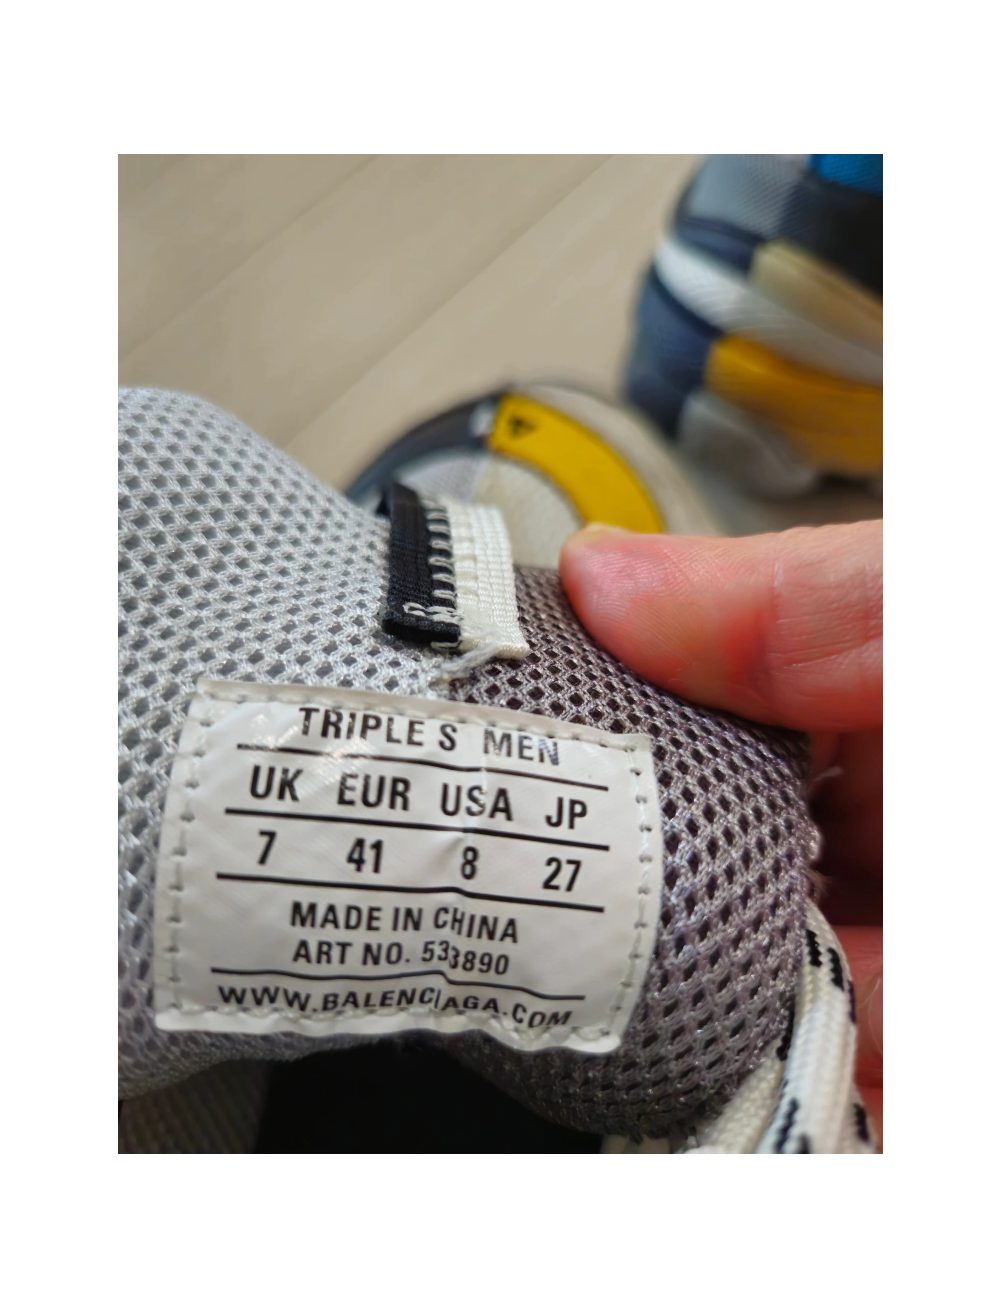 TRIPLE S MEN
UK EUR USA JP
7 41 8 27
MADE IN CHINA
ART NO. 533890
WWW.BALENCIAGA.COM